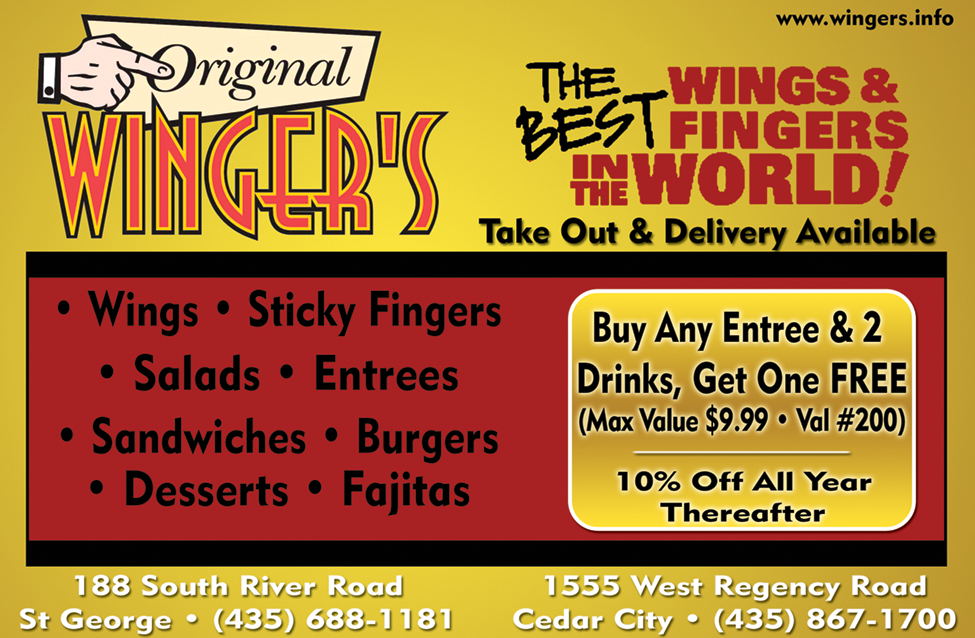 www.wingers.info
Original
WINGER'S
THE BEST WINGS &
FINGERS
IN THE WORLD!
Take Out & Delivery Available
• Wings • Sticky Fingers
• Salads • Entrees
• Sandwiches • Burgers
• Desserts • Fajitas
Buy Any Entree & 2
Drinks, Get One FREE
(Max Value $9.99 • Val #200)
10% Off All Year
Thereafter
188 South River Road
St George • (435) 688-1181
1555 West Regency Road
Cedar City • (435) 867-1700